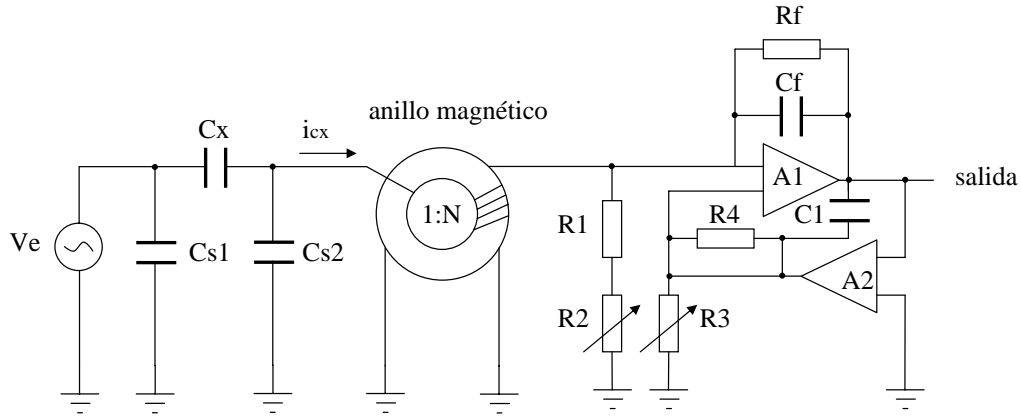 Rf
Cf
anillo magnético
Cx
icx
A1
salida
1:N
R1
R4
C1
Ve
Cs1
Cs2
A2
R2
R3